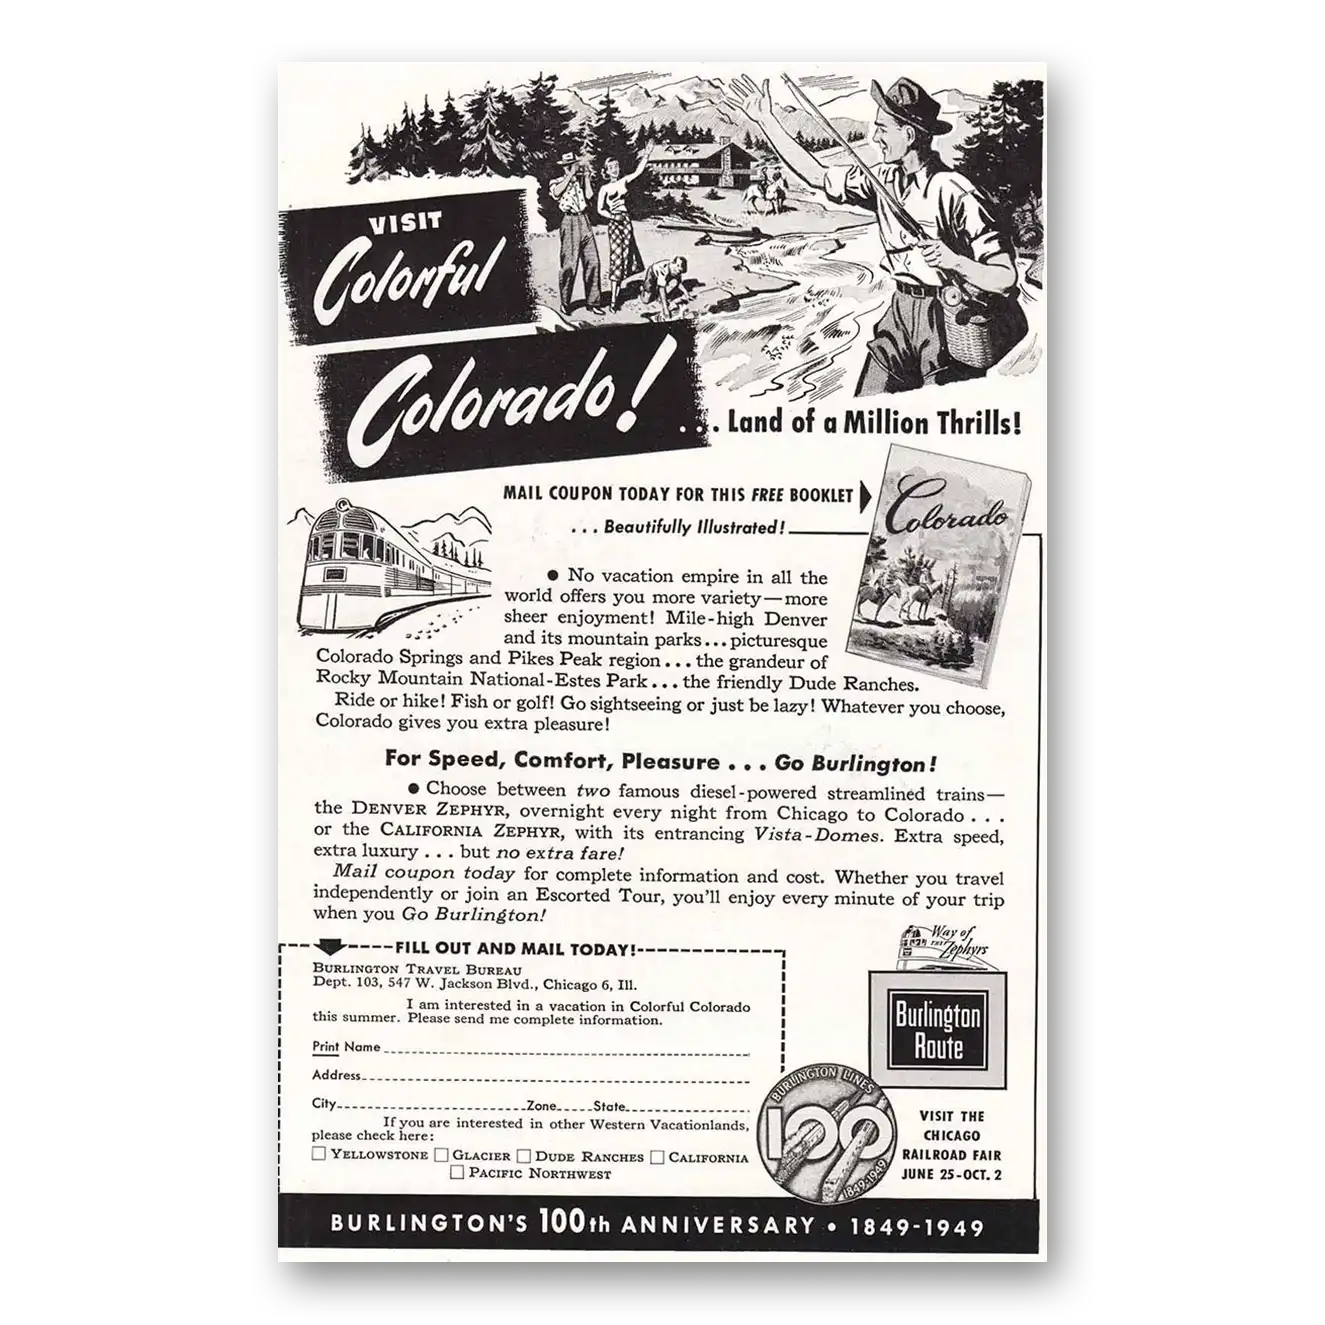 VISIT
Colorful
Colorado!
... Land of a Million Thrills!
MAIL COUPON TODAY FOR THIS FREE BOOKLET
... Beautifully Illustrated!
Colorado
● No vacation empire in all the
world offers you more variety—more
sheer enjoyment! Mile-high Denver
and its mountain parks...picturesque
Colorado Springs and Pikes Peak region...the grandeur of
Rocky Mountain National-Estes Park...the friendly Dude Ranches.
Ride or hike! Fish or golf! Go sightseeing or just be lazy! Whatever you choose,
Colorado gives you extra pleasure!
For Speed, Comfort, Pleasure ... Go Burlington!
● Choose between two famous diesel-powered streamlined trains—
the DENVER ZEPHYR, overnight every night from Chicago to Colorado ...
or the CALIFORNIA ZEPHYR, with its entrancing Vista-Domes. Extra speed,
extra luxury ... but no extra fare!
Mail coupon today for complete information and cost. Whether you travel
independently or join an Escorted Tour, you'll enjoy every minute of your trip
when you Go Burlington!
FILL OUT AND MAIL TODAY!
BURLINGTON TRAVEL BUREAU
Dept. 103, 547 W. Jackson Blvd., Chicago 6, Ill.
I am interested in a vacation in Colorful Colorado
this summer. Please send me complete information.
Print Name
Address
City Zone State
If you are interested in other Western Vacationlands,
please check here:
□ YELLOWSTONE □ GLACIER □ DUDE RANCHES □ CALIFORNIA
□ PACIFIC NORTHWEST
Way of
THE Zephyrs
Burlington
Route
BURLINGTON LINES
100
1849-1949
VISIT THE
CHICAGO
RAILROAD FAIR
JUNE 25-OCT. 2
BURLINGTON'S 100th ANNIVERSARY • 1849-1949